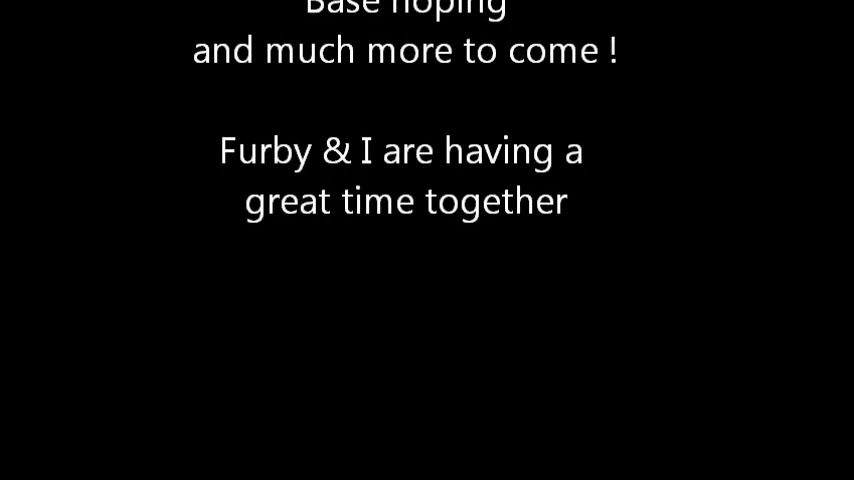 Base hoping
and much more to come !
Furby & I are having a
great time together